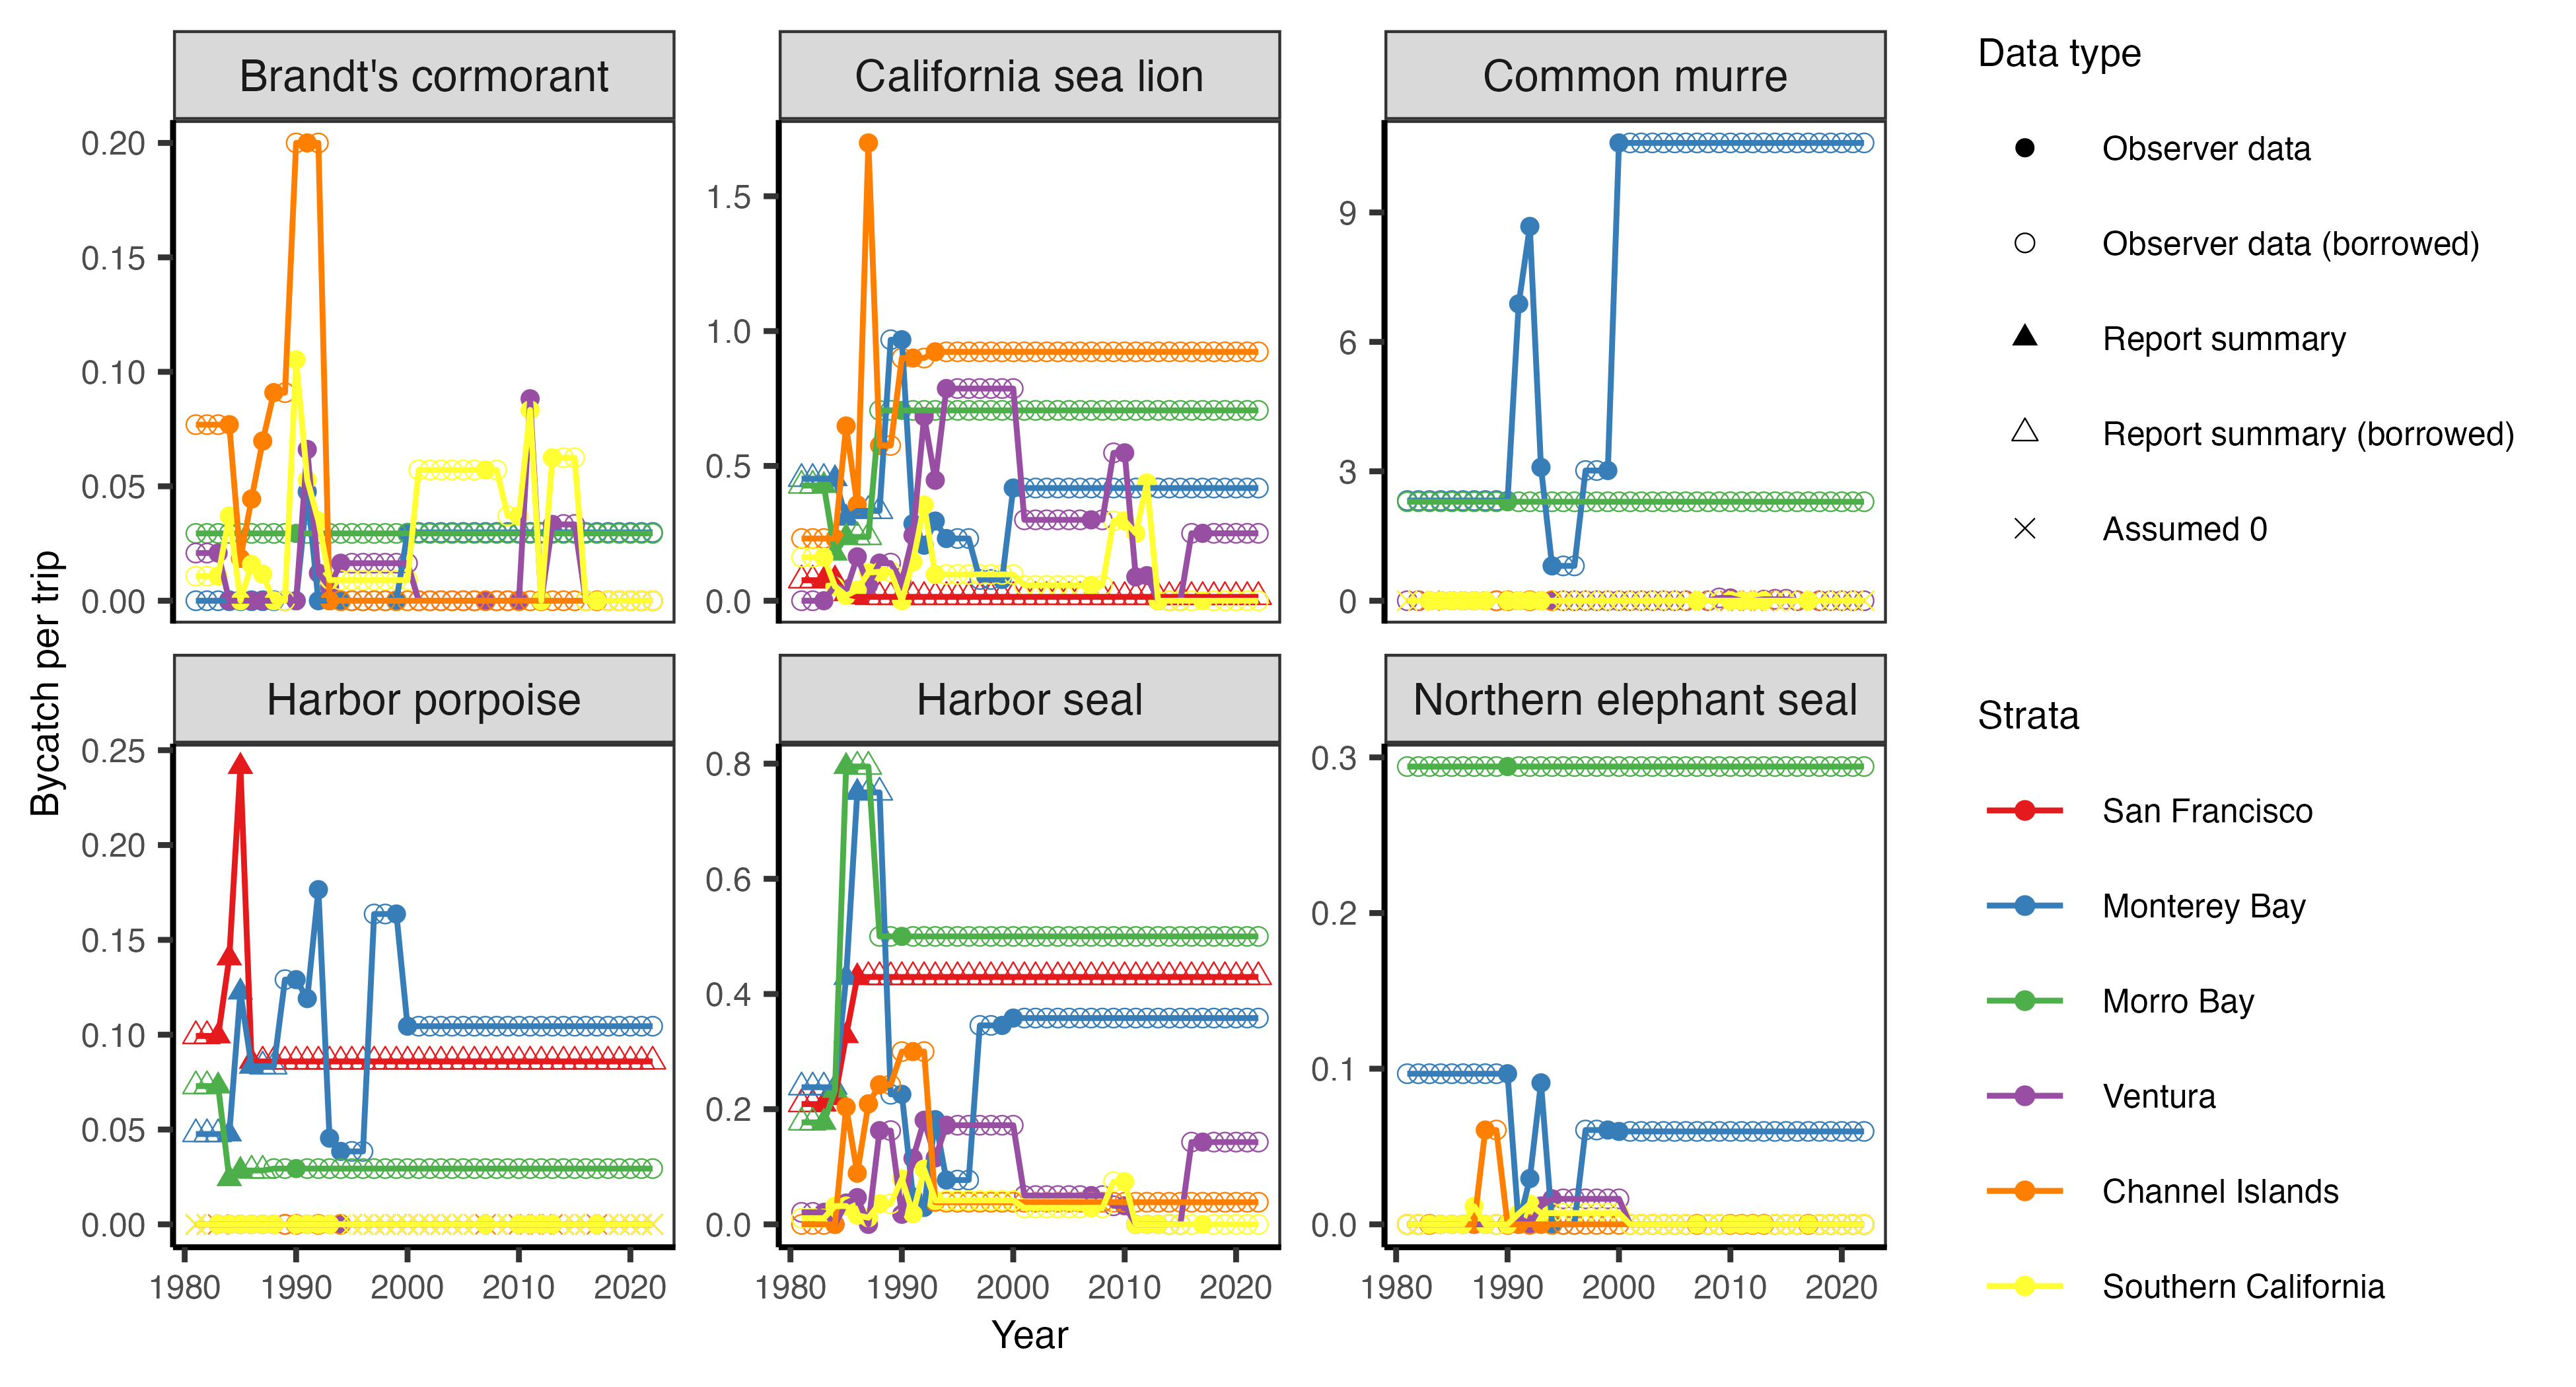 Brandt's cormorant
California sea lion
Common murre
0.20
0.15
0.10
0.05
0.00
1.5
1.0
0.5
0.0
9
6
3
0
Harbor porpoise
Harbor seal
Northern elephant seal
0.25
0.20
0.15
0.10
0.05
0.00
0.8
0.6
0.4
0.2
0.0
0.3
0.2
0.1
0.0
1980 1990 2000 2010 2020
1980 1990 2000 2010 2020
1980 1990 2000 2010 2020
Bycatch per trip
Year
Data type
Observer data
Observer data (borrowed)
Report summary
Report summary (borrowed)
Assumed 0
Strata
San Francisco
Monterey Bay
Morro Bay
Ventura
Channel Islands
Southern California